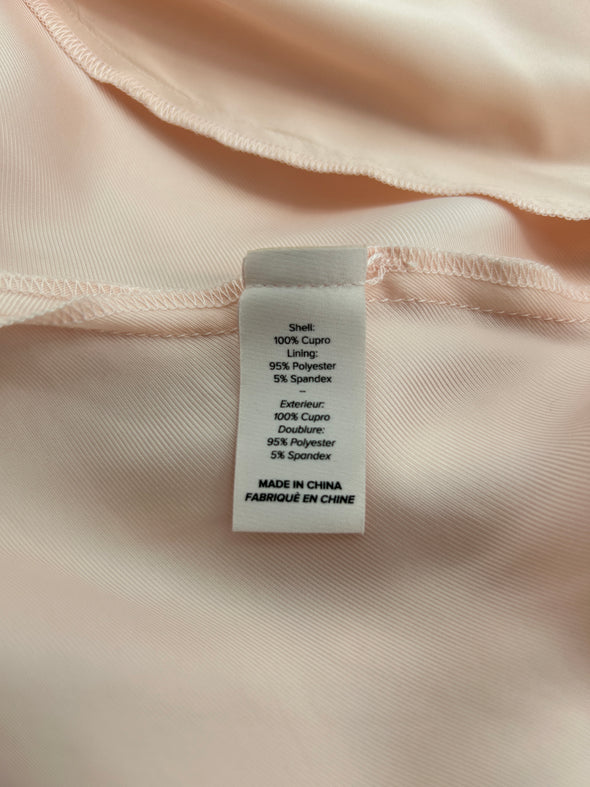 Shell:
100% Cupro
Lining:
95% Polyester
5% Spandex
–
Exterieur:
100% Cupro
Doublure:
95% Polyester
5% Spandex
MADE IN CHINA
FABRIQUÈ EN CHINE